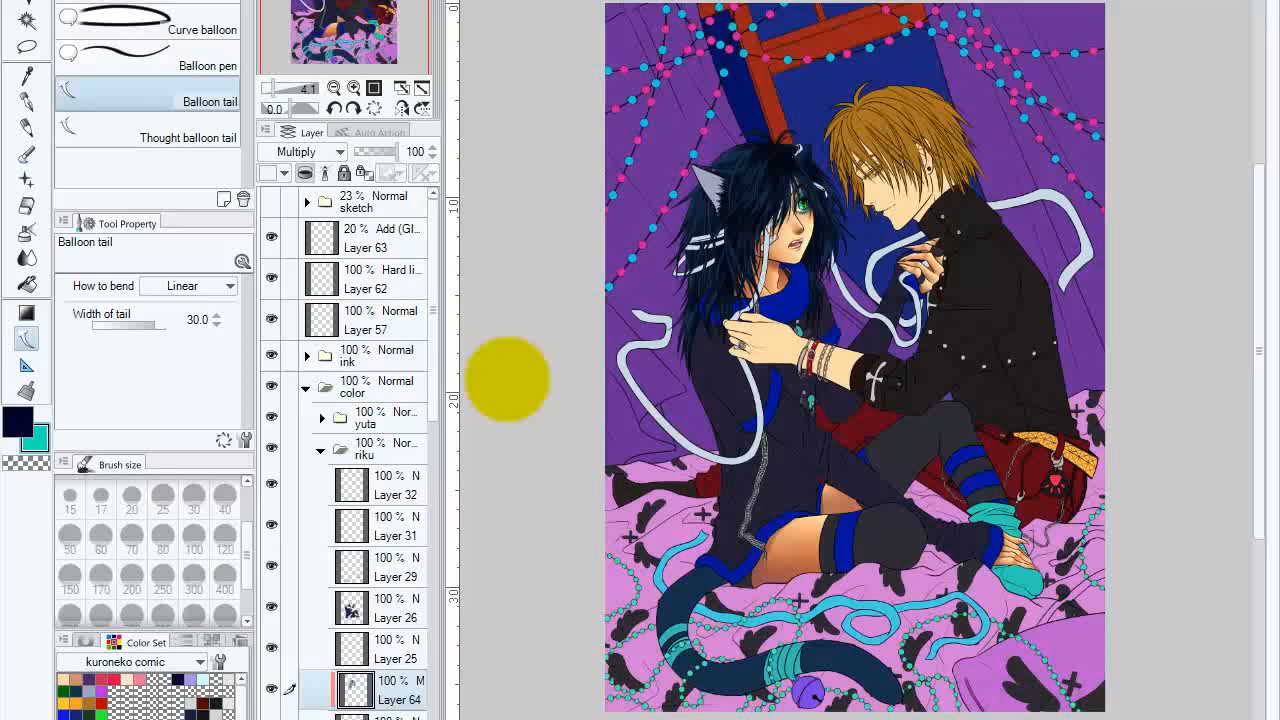 Curve balloon
Balloon pen
Balloon tail
Thought balloon tail
Tool Property
Balloon tail
How to bend Linear
Width of tail 30.0
Brush size
15 17 20 25 30 40
50 60 70 80 100 120
150 170 200 250 300 400
Color Set
kuroneko comic
4.1
0.0
Layer Auto Action
Multiply 100
23 % Normal
sketch
20 % Add (Gl...
Layer 63
100 % Hard li...
Layer 62
100 % Normal
Layer 57
100 % Normal
ink
100 % Normal
color
100 % Nor...
yuta
100 % Nor...
riku
100 % N
Layer 32
100 % N
Layer 31
100 % N
Layer 29
100 % N
Layer 26
100 % N
Layer 25
100 % M
Layer 64
0
10
20
30